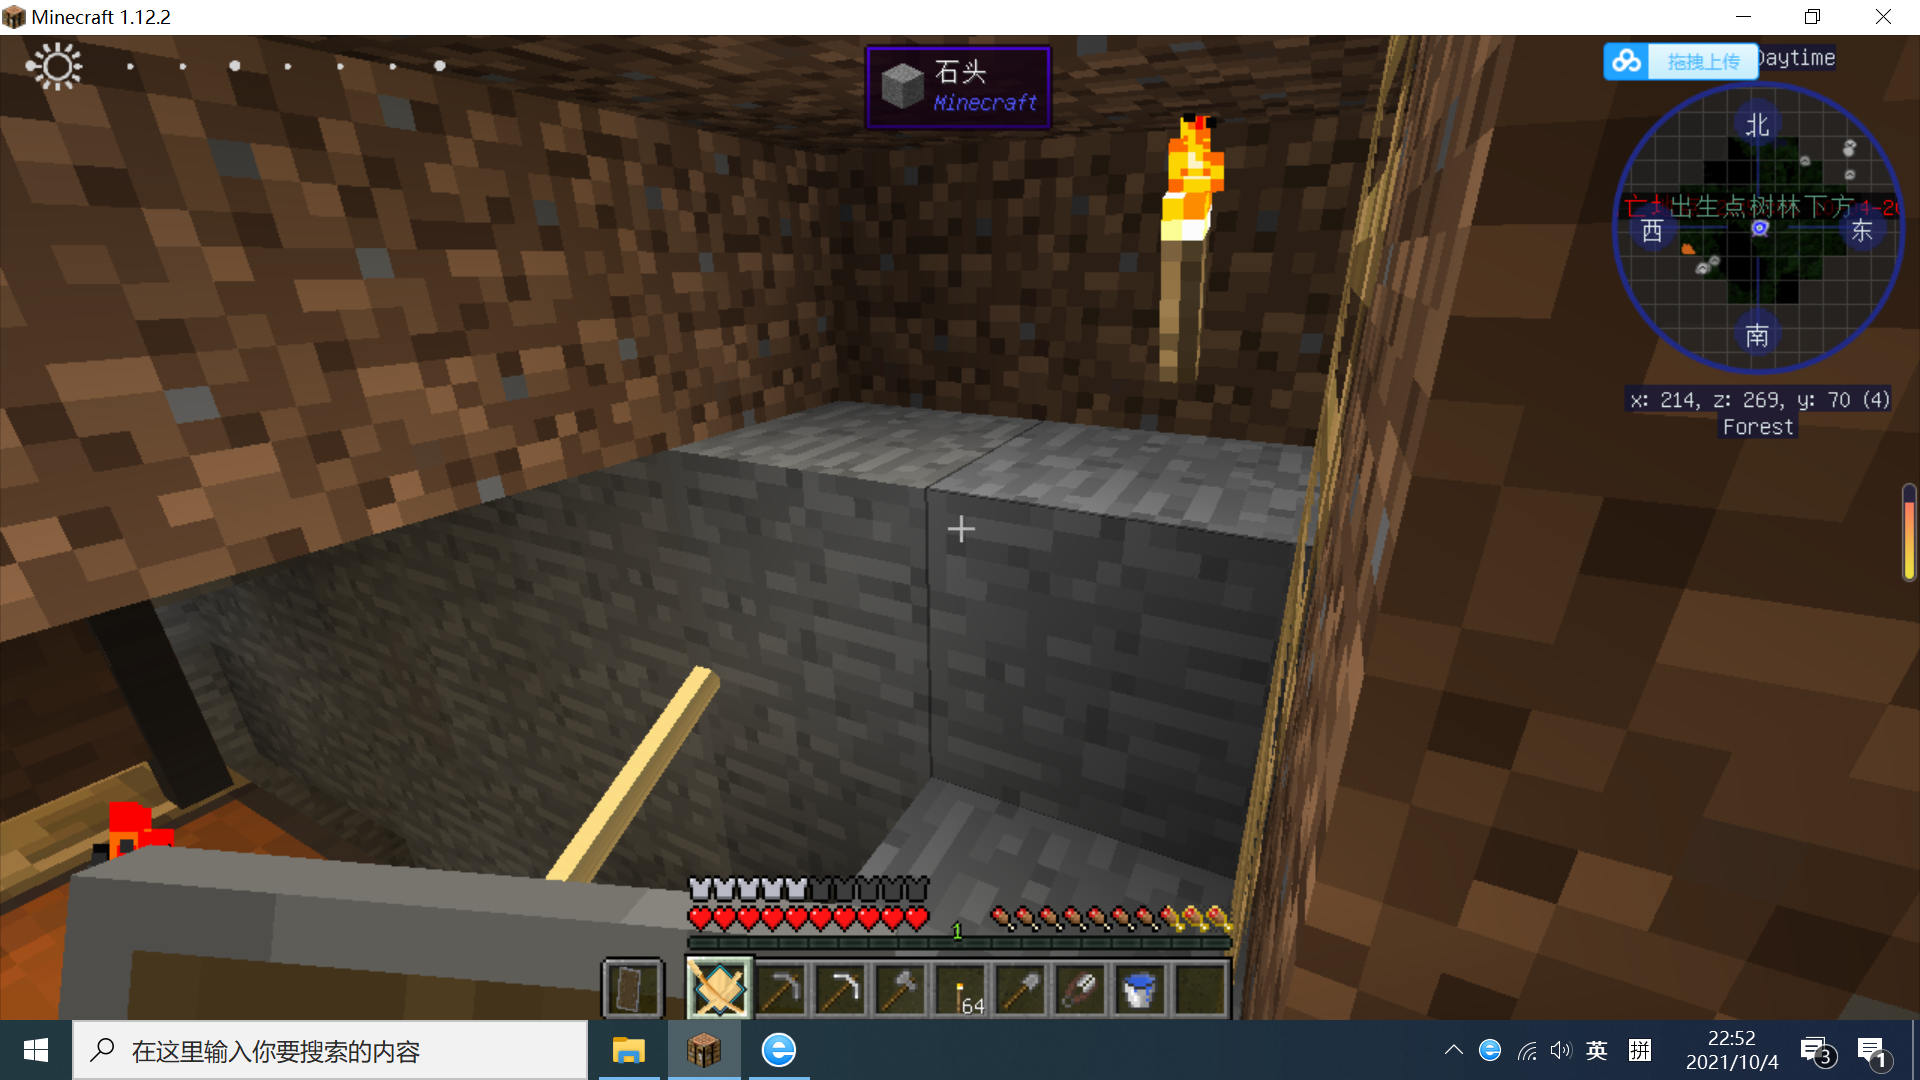 Minecraft 1.12.2
石头
Minecraft
拖拽上传
Daytime
北
出生点树林下方
西
东
南
x: 214, z: 269, y: 70 (4)
Forest
1
64
在这里输入你要搜索的内容
英
拼
22:52
2021/10/4
3
1